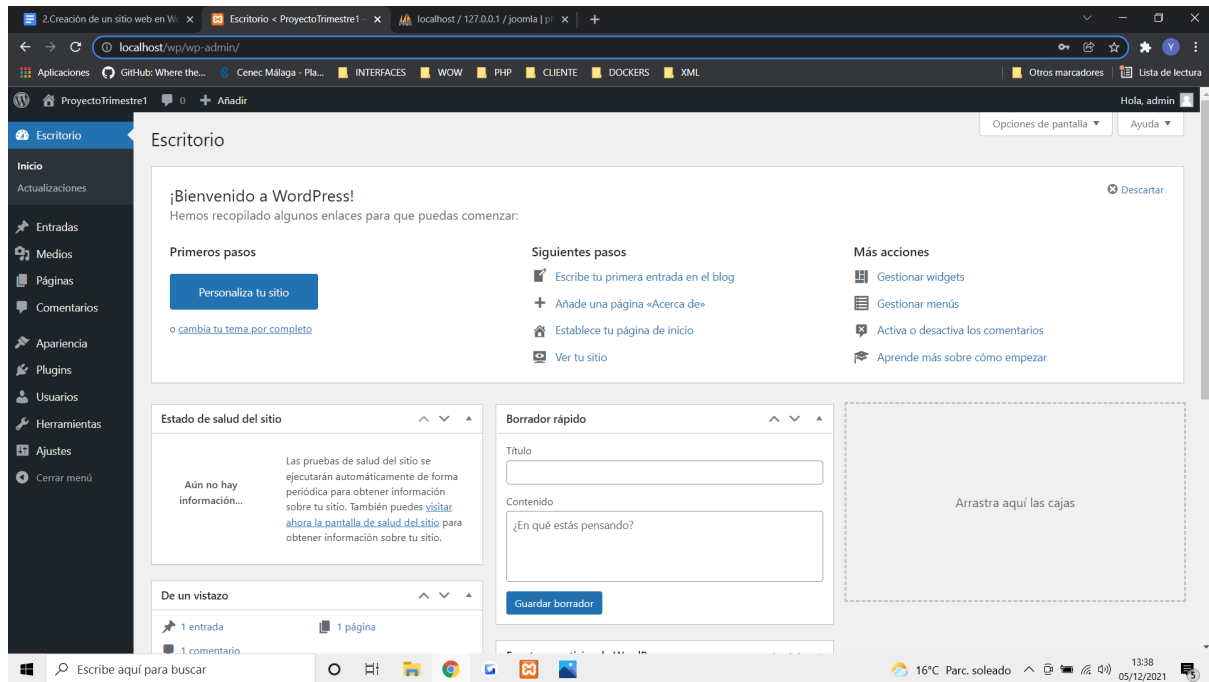 2.Creación de un sitio web en W
Escritorio < ProyectoTrimestre1 –
localhost / 127.0.0.1 / joomla | ph
localhost/wp/wp-admin/
Y
Aplicaciones
GitHub: Where the...
Cenec Málaga - Pla...
INTERFACES
WOW
PHP
CLIENTE
DOCKERS
XML
Otros marcadores
Lista de lectura
ProyectoTrimestre1
0
Añadir
Hola, admin
Escritorio
Inicio
Actualizaciones
Entradas
Medios
Páginas
Comentarios
Apariencia
Plugins
Usuarios
Herramientas
Ajustes
Cerrar menú
Opciones de pantalla
Ayuda
Escritorio
¡Bienvenido a WordPress!
Hemos recopilado algunos enlaces para que puedas comenzar:
Descartar
Primeros pasos
Personaliza tu sitio
o cambia tu tema por completo
Siguientes pasos
Escribe tu primera entrada en el blog
Añade una página «Acerca de»
Establece tu página de inicio
Ver tu sitio
Más acciones
Gestionar widgets
Gestionar menús
Activa o desactiva los comentarios
Aprende más sobre cómo empezar
Estado de salud del sitio
Aún no hay
información...
Las pruebas de salud del sitio se
ejecutarán automáticamente de forma
periódica para obtener información
sobre tu sitio. También puedes visitar
ahora la pantalla de salud del sitio para
obtener información sobre tu sitio.
De un vistazo
1 entrada
1 página
1 comentario
Borrador rápido
Título
Contenido
¿En qué estás pensando?
Guardar borrador
Arrastra aquí las cajas
Escribe aquí para buscar
16°C Parc. soleado
13:38
05/12/2021
5